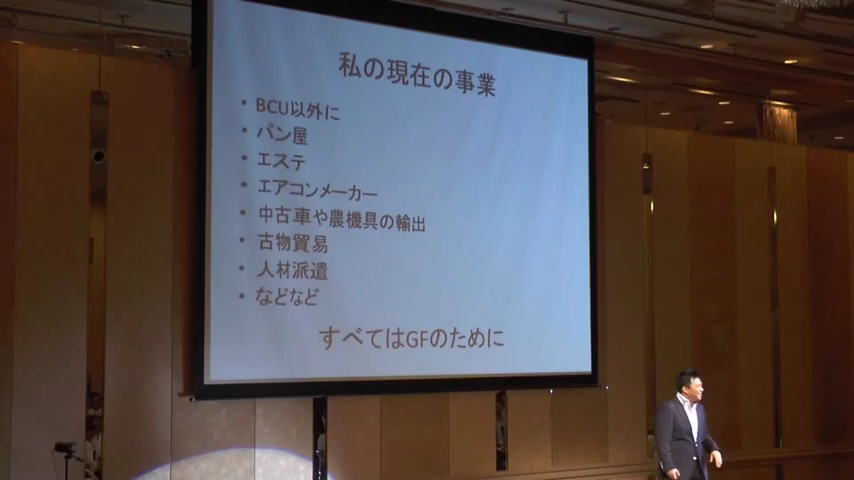 私の現在の事業
• BCU以外に
• パン屋
• エステ
• エアコンメーカー
• 中古車や農機具の輸出
• 古物貿易
• 人材派遣
• などなど
すべてはGFのために